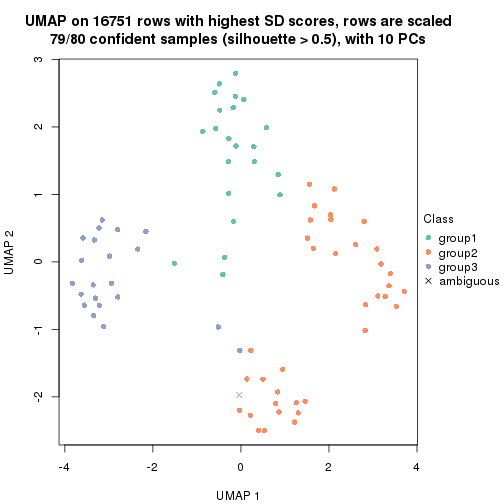 UMAP on 16751 rows with highest SD scores, rows are scaled
79/80 confident samples (silhouette > 0.5), with 10 PCs
3
2
1
0
-1
-2
UMAP 2
-4
-2
0
2
4
UMAP 1
Class
group1
group2
group3
ambiguous